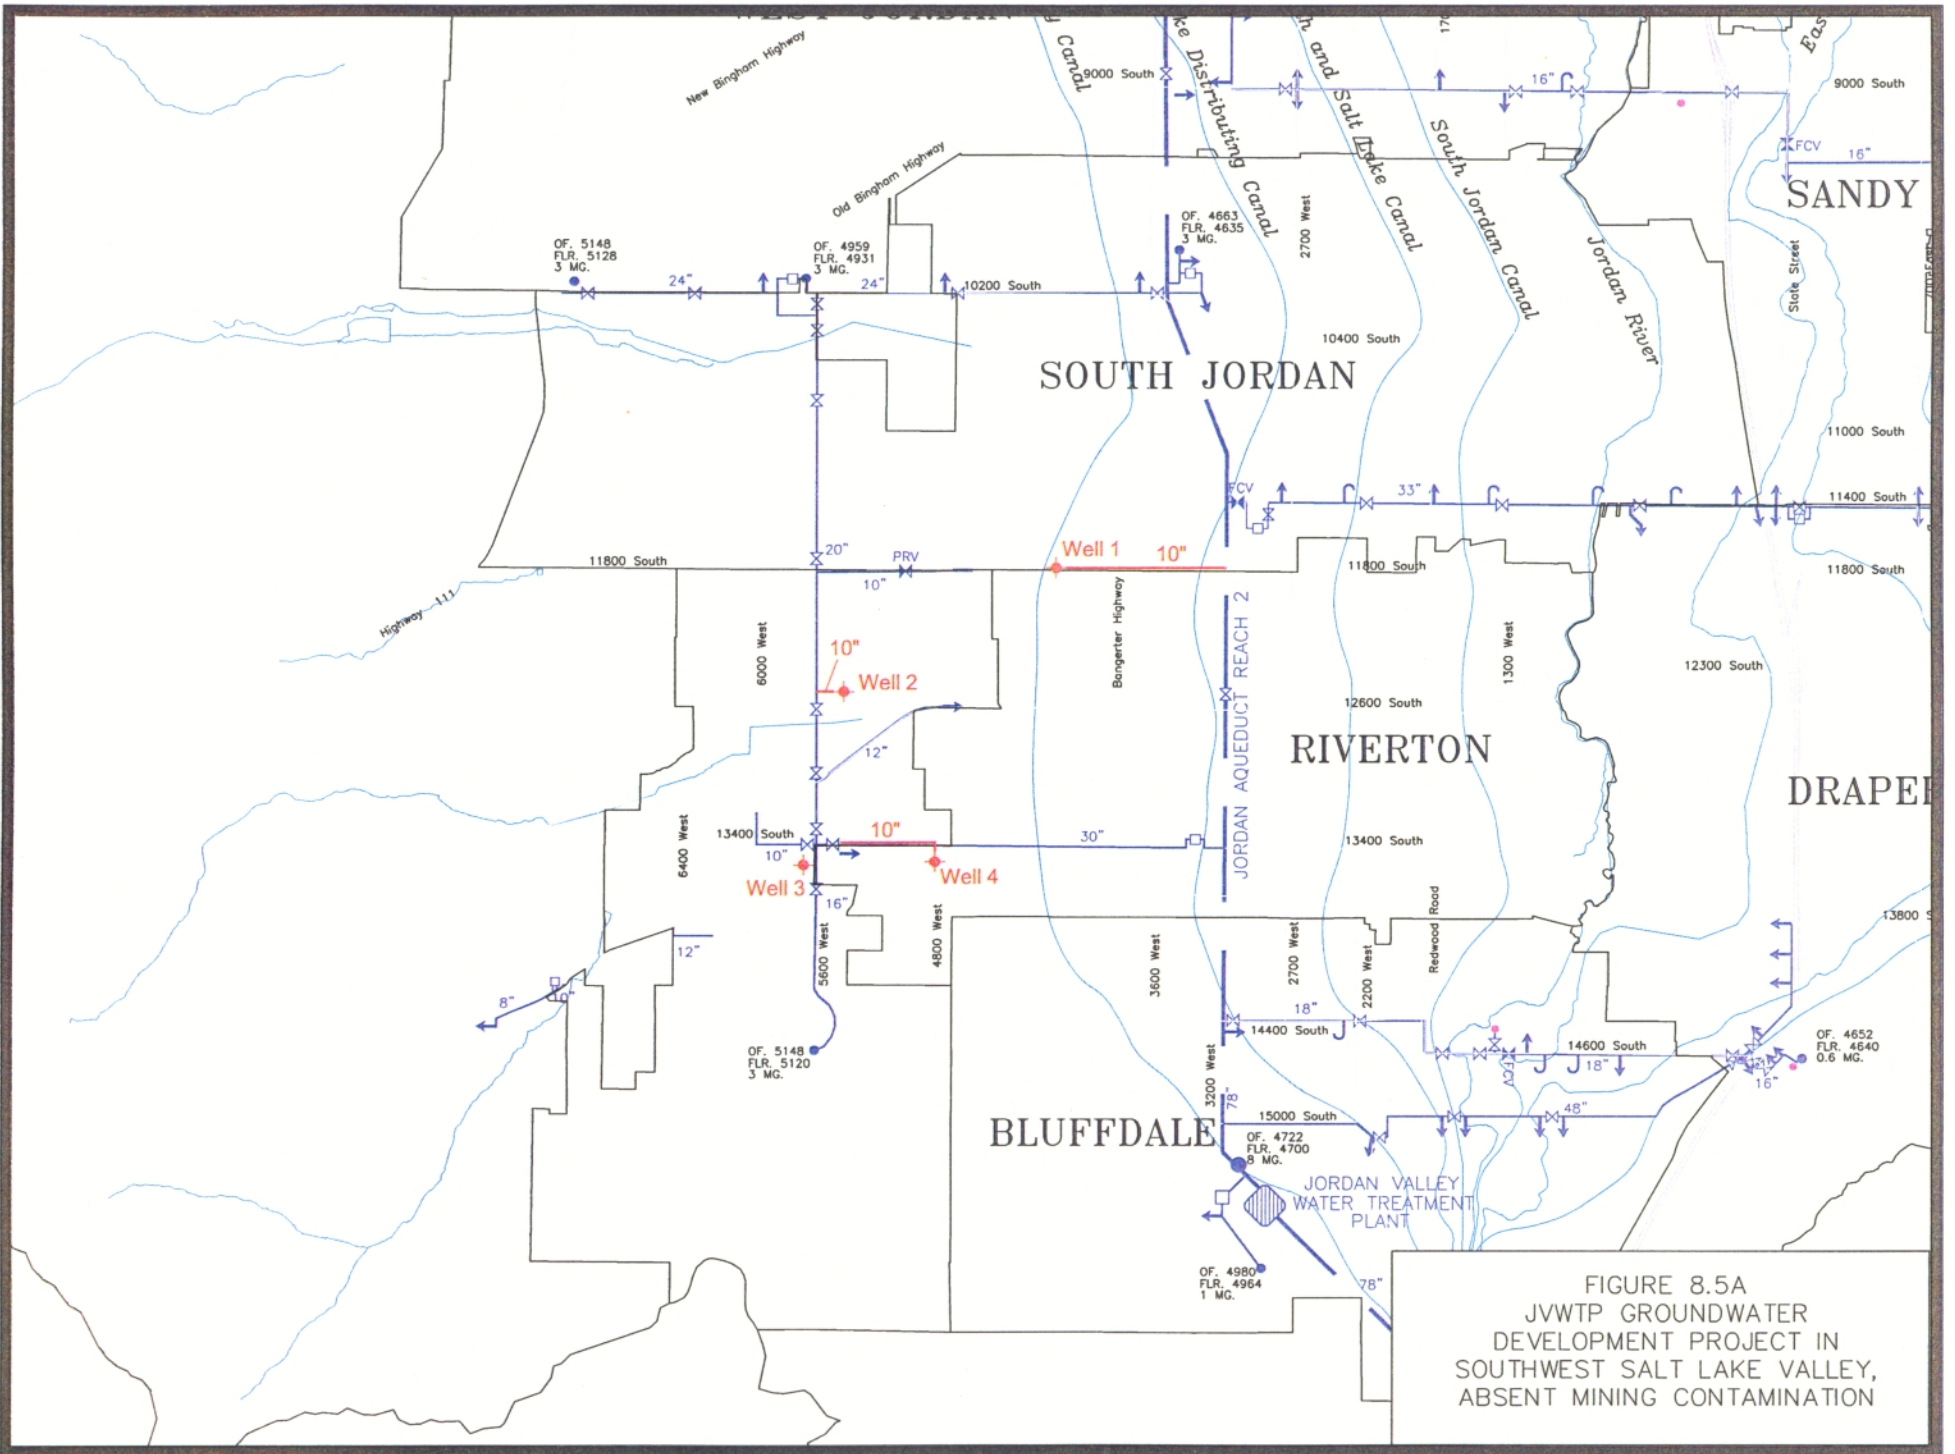 WEST JORDAN
New Bingham Highway
Old Bingham Highway
Canal
9000 South
ke Distributing Canal
h and Salt Lake Canal
South Jordan Canal
Jordan River
2700 West
16"
9000 South
FCV
16"
SANDY
State Street
OF. 5148
FLR. 5128
3 MG.
24"
OF. 4959
FLR. 4931
3 MG.
24"
10200 South
OF. 4663
FLR. 4635
3 MG.
10400 South
SOUTH JORDAN
11000 South
FCV
33"
11400 South
11800 South
20"
PRV
10"
Well 1
10"
11800 South
11800 South
Highway 111
6000 West
10"
Well 2
12"
Bangerter Highway
JORDAN AQUEDUCT REACH 2
1300 West
12300 South
12600 South
RIVERTON
DRAPER
6400 West
13400 South
10"
10"
30"
13400 South
Well 3
Well 4
16"
5600 West
4800 West
12"
8"
10"
OF. 5148
FLR. 5120
3 MG.
3600 West
2700 West
2200 West
Redwood Road
13800 S
18"
14400 South
14600 South
18"
FCV
16"
OF. 4652
FLR. 4640
0.6 MG.
3200 West
78"
15000 South
48"
BLUFFDALE
OF. 4722
FLR. 4700
8 MG.
JORDAN VALLEY
WATER TREATMENT
PLANT
OF. 4980
FLR. 4964
1 MG.
78"
FIGURE 8.5A
JVWTP GROUNDWATER
DEVELOPMENT PROJECT IN
SOUTHWEST SALT LAKE VALLEY,
ABSENT MINING CONTAMINATION